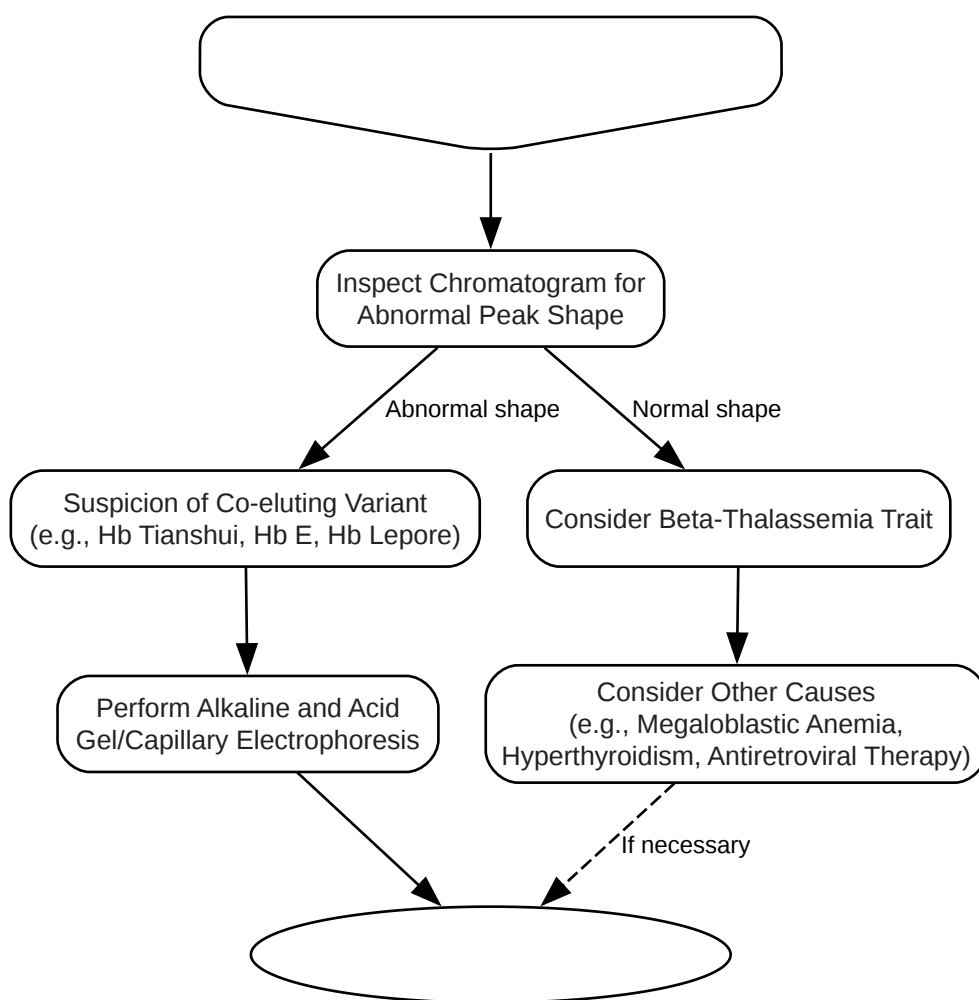 Inspect Chromatogram for
Abnormal Peak Shape
Abnormal shape
Normal shape
Suspicion of Co-eluting Variant
(e.g., Hb Tianshui, Hb E, Hb Lepore)
Consider Beta-Thalassemia Trait
Perform Alkaline and Acid
Gel/Capillary Electrophoresis
Consider Other Causes
(e.g., Megaloblastic Anemia,
Hyperthyroidism, Antiretroviral Therapy)
If necessary